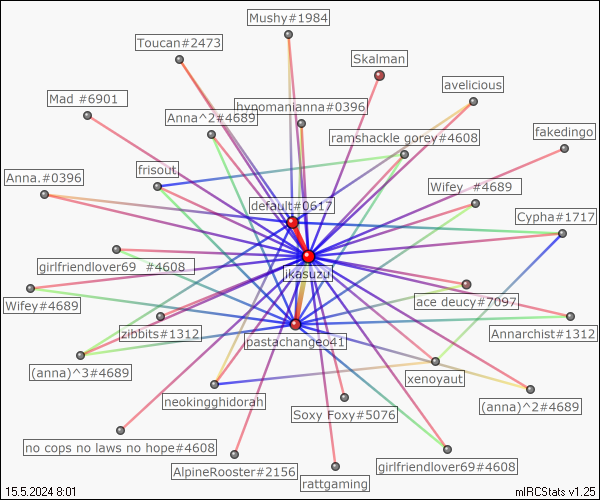 Mushy#1984
Toucan#2473
Skalman
avelicious
Mad #6901
hypomanianna#0396
Anna^2#4689
ramshackle gorey#4608
fakedingo
frisout
Anna.#0396
Wifey  #4689
default#0617
Cypha#1717
girlfriendlover69  #4608
ikasuzu
Wifey#4689
ace deucy#7097
zibbits#1312
Annarchist#1312
pastachangeo41
(anna)^3#4689
xenoyaut
neokingghidorah
(anna)^2#4689
Soxy Foxy#5076
no cops no laws no hope#4608
AlpineRooster#2156
girlfriendlover69#4608
rattgaming
15.5.2024 8:01
mIRCStats v1.25